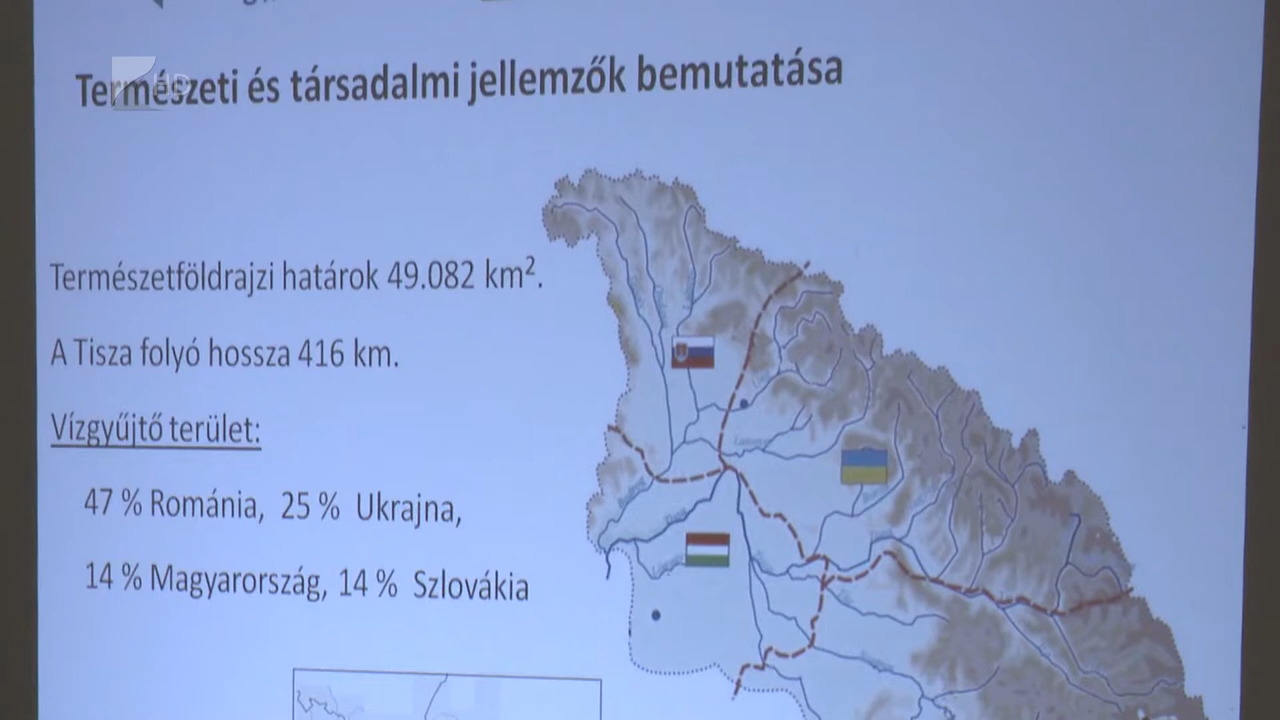 HD
Természeti és társadalmi jellemzők bemutatása
Természetföldrajzi határok 49.082 km².
A Tisza folyó hossza 416 km.
Vízgyűjtő terület:
47 % Románia, 25 % Ukrajna,
14 % Magyarország, 14 % Szlovákia